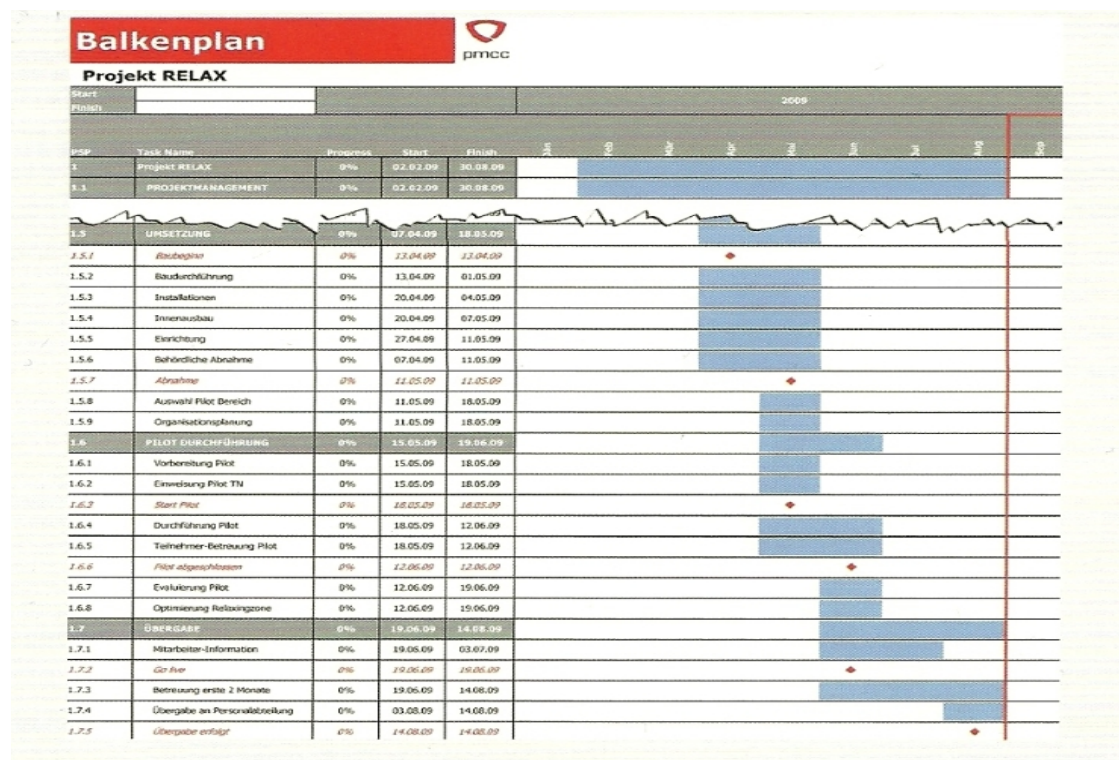 Balkenplan
pmcc
Projekt RELAX
Start
Finish
2009
PSP Task Name Progress Start Finish Jan Feb Mär Apr Mai Jun Jul Aug Sep
1 Projekt RELAX 0% 02.02.09 30.08.09
1.1 PROJEKTMANAGEMENT 0% 02.02.09 30.08.09
1.5 UMSETZUNG 0% 07.04.09 18.05.09
1.5.1 Baubeginn 0% 13.04.09 13.04.09
1.5.2 Baudurchführung 0% 13.04.09 01.05.09
1.5.3 Installationen 0% 20.04.09 04.05.09
1.5.4 Innenausbau 0% 20.04.09 07.05.09
1.5.5 Einrichtung 0% 27.04.09 11.05.09
1.5.6 Behördliche Abnahme 0% 07.04.09 11.05.09
1.5.7 Abnahme 0% 11.05.09 11.05.09
1.5.8 Auswahl Pilot Bereich 0% 11.05.09 18.05.09
1.5.9 Organisationsplanung 0% 11.05.09 18.05.09
1.6 PILOT DURCHFÜHRUNG 0% 15.05.09 19.06.09
1.6.1 Vorbereitung Pilot 0% 15.05.09 18.05.09
1.6.2 Einweisung Pilot TN 0% 15.05.09 18.05.09
1.6.3 Start Pilot 0% 18.05.09 18.05.09
1.6.4 Durchführung Pilot 0% 18.05.09 12.06.09
1.6.5 Teilnehmer-Betreuung Pilot 0% 18.05.09 12.06.09
1.6.6 Pilot abgeschlossen 0% 12.06.09 12.06.09
1.6.7 Evaluierung Pilot 0% 12.06.09 19.06.09
1.6.8 Optimierung Relaxingzone 0% 12.06.09 19.06.09
1.7 ÜBERGABE 0% 19.06.09 14.08.09
1.7.1 Mitarbeiter-Information 0% 19.06.09 03.07.09
1.7.2 Go live 0% 19.06.09 19.06.09
1.7.3 Betreuung erste 2 Monate 0% 19.06.09 14.08.09
1.7.4 Übergabe an Personalabteilung 0% 03.08.09 14.08.09
1.7.5 Übergabe erfolgt 0% 14.08.09 14.08.09